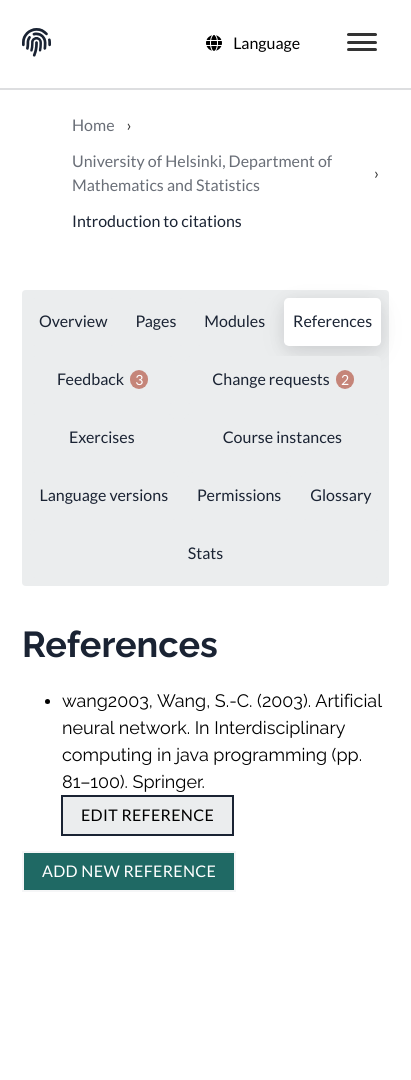 Language
Home ›
University of Helsinki, Department of
Mathematics and Statistics ›
Introduction to citations
Overview Pages Modules References
Feedback 3 Change requests 2
Exercises Course instances
Language versions Permissions Glossary
Stats
References
• wang2003, Wang, S.-C. (2003). Artificial
neural network. In Interdisciplinary
computing in java programming (pp.
81–100). Springer.
EDIT REFERENCE
ADD NEW REFERENCE